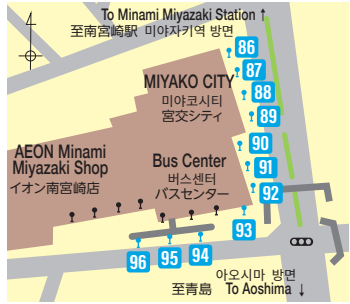 To Minami Miyazaki Station ↑
至南宮崎駅 미야자키역 방면
86
87
MIYAKO CITY
미야코시티
宮交シティ
88
89
90
AEON Minami
Miyazaki Shop
イオン南宮崎店
Bus Center
버스센터
バスセンター
91
92
93
94
95
96
아오시마 방면
至青島 To Aoshima ↓